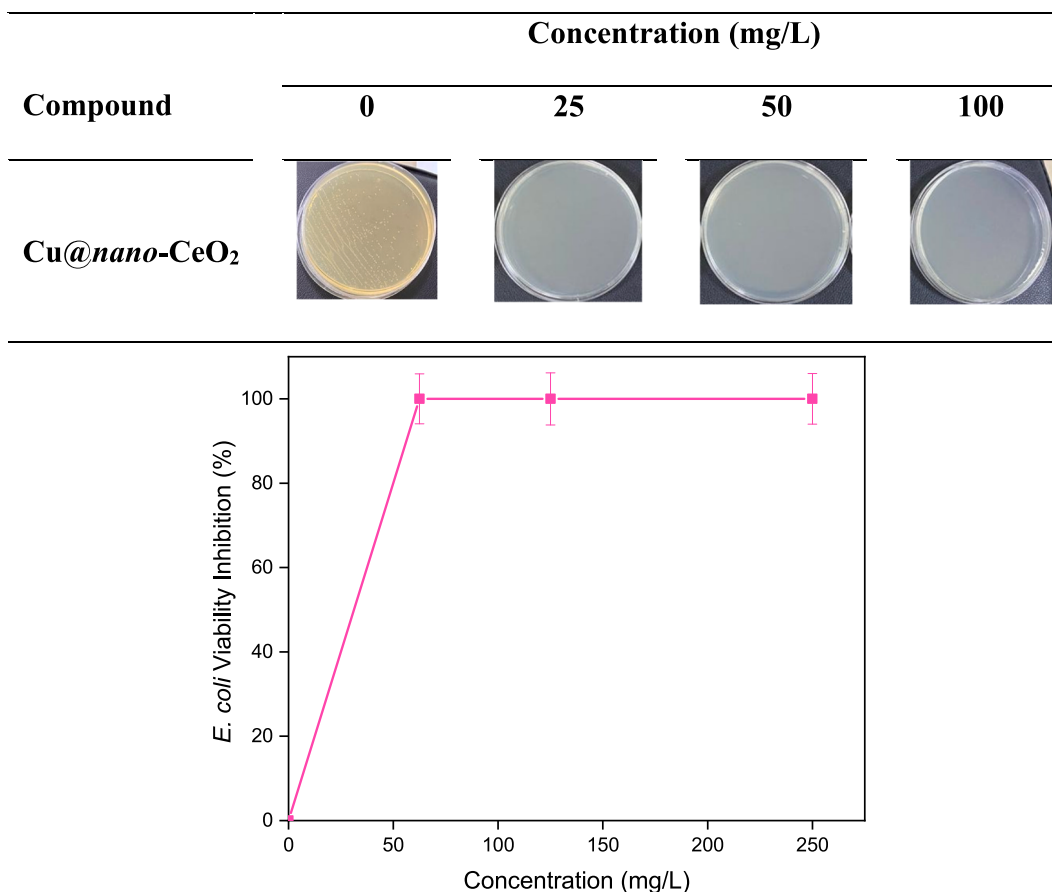 Concentration (mg/L)
Compound 0 25 50 100
Cu@nano-CeO₂
100
80
60
40
20
0
E. coli Viability Inhibition (%)
0 50 100 150 200 250
Concentration (mg/L)